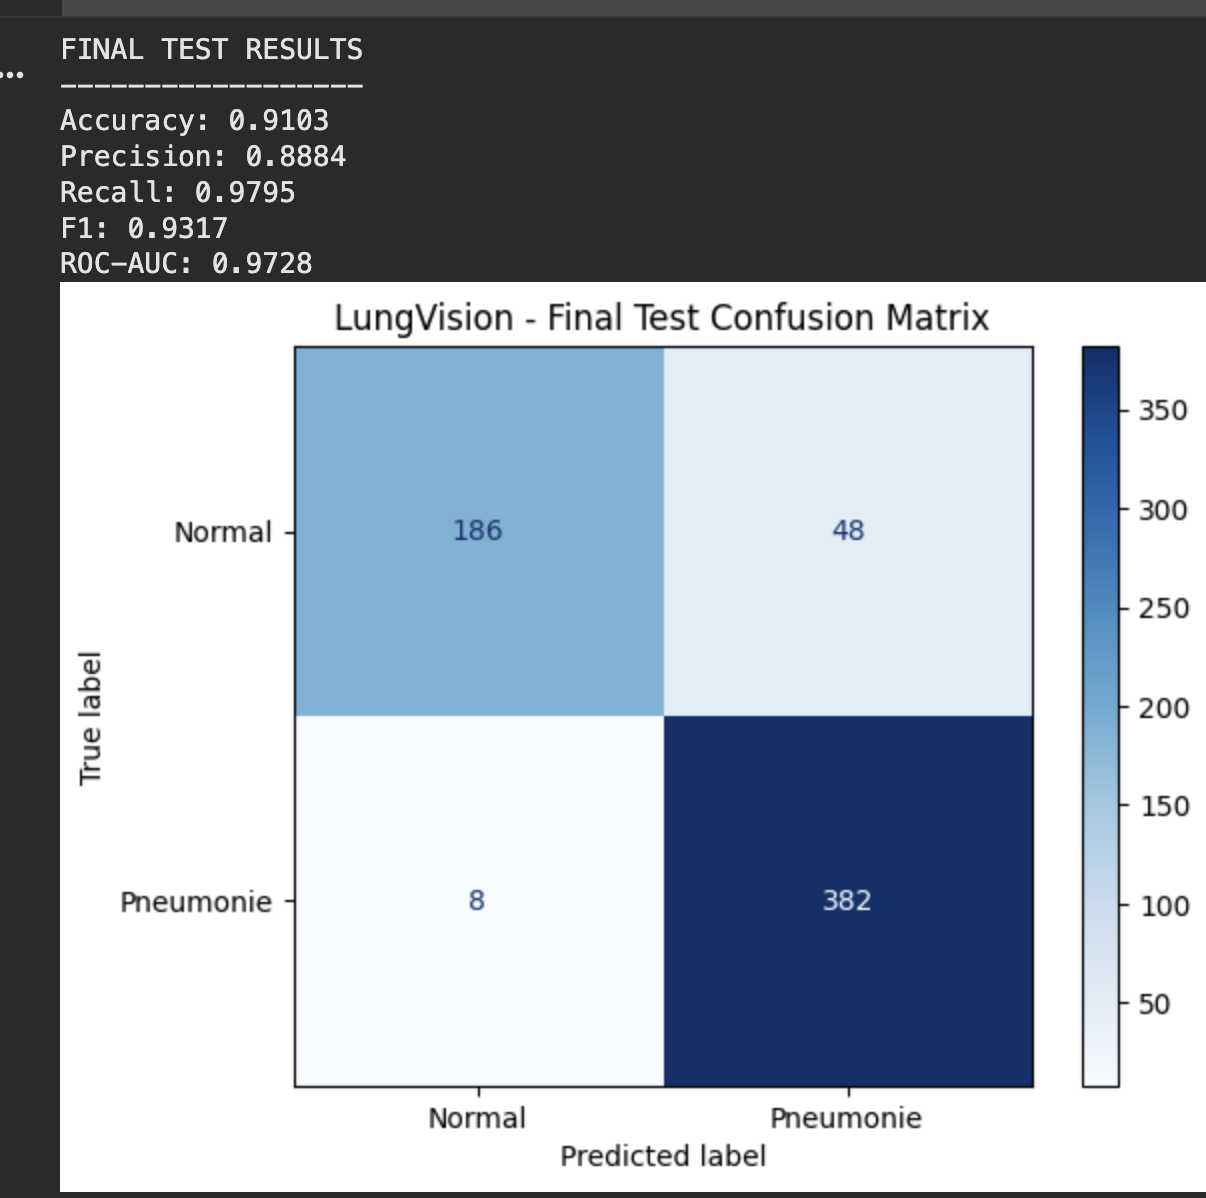 FINAL TEST RESULTS
------------------
Accuracy: 0.9103
Precision: 0.8884
Recall: 0.9795
F1: 0.9317
ROC-AUC: 0.9728
LungVision - Final Test Confusion Matrix
Normal
186
48
Pneumonie
8
382
True label
Normal
Pneumonie
Predicted label
350
300
250
200
150
100
50